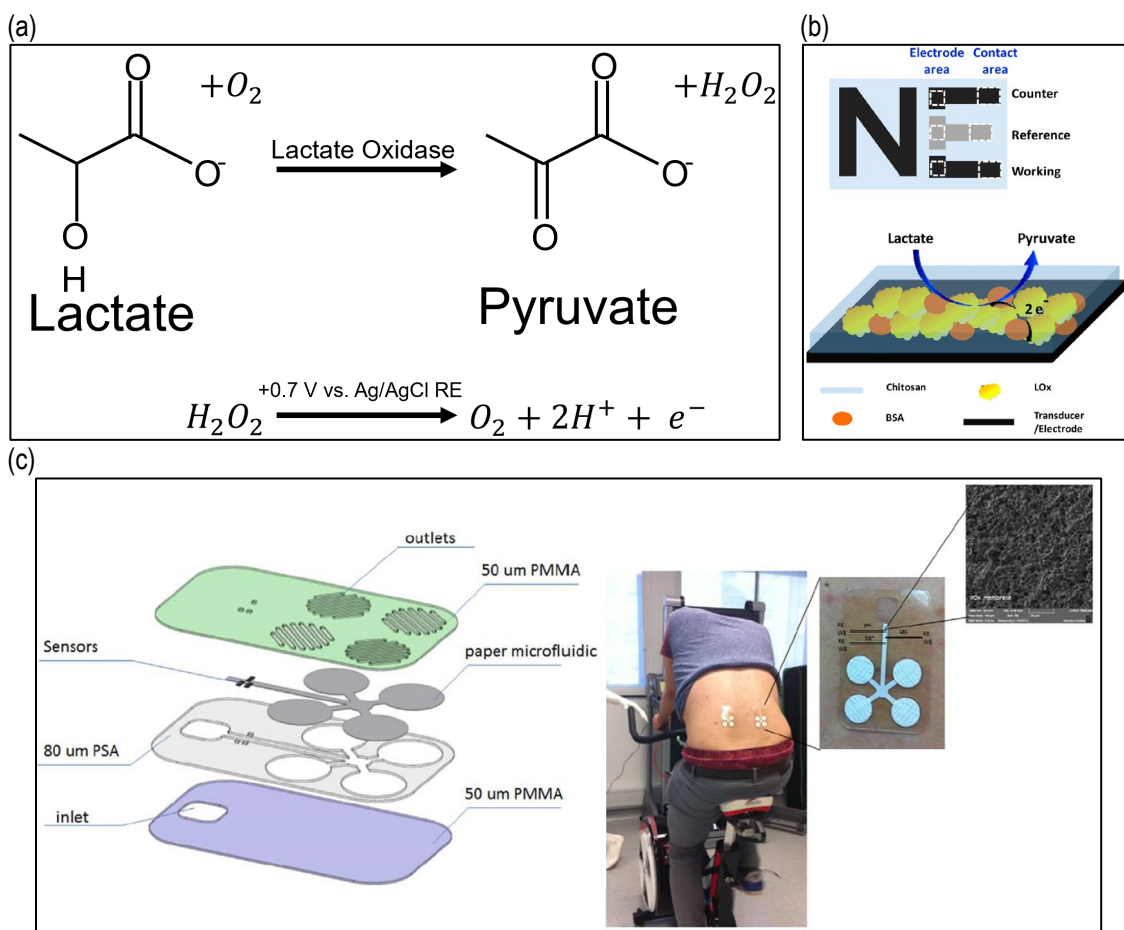 (a)
O
+O₂
O⁻
O
H
Lactate
Lactate Oxidase
O
+H₂O₂
O⁻
O
Pyruvate
H₂O₂
+0.7 V vs. Ag/AgCl RE
O₂ + 2H⁺ + e⁻
(b)
Electrode area
Contact area
N
Counter
Reference
Working
Lactate
Pyruvate
2 e⁻
Chitosan
LOx
BSA
Transducer
/Electrode
(c)
outlets
50 um PMMA
Sensors
paper microfluidic
80 um PSA
50 um PMMA
inlet